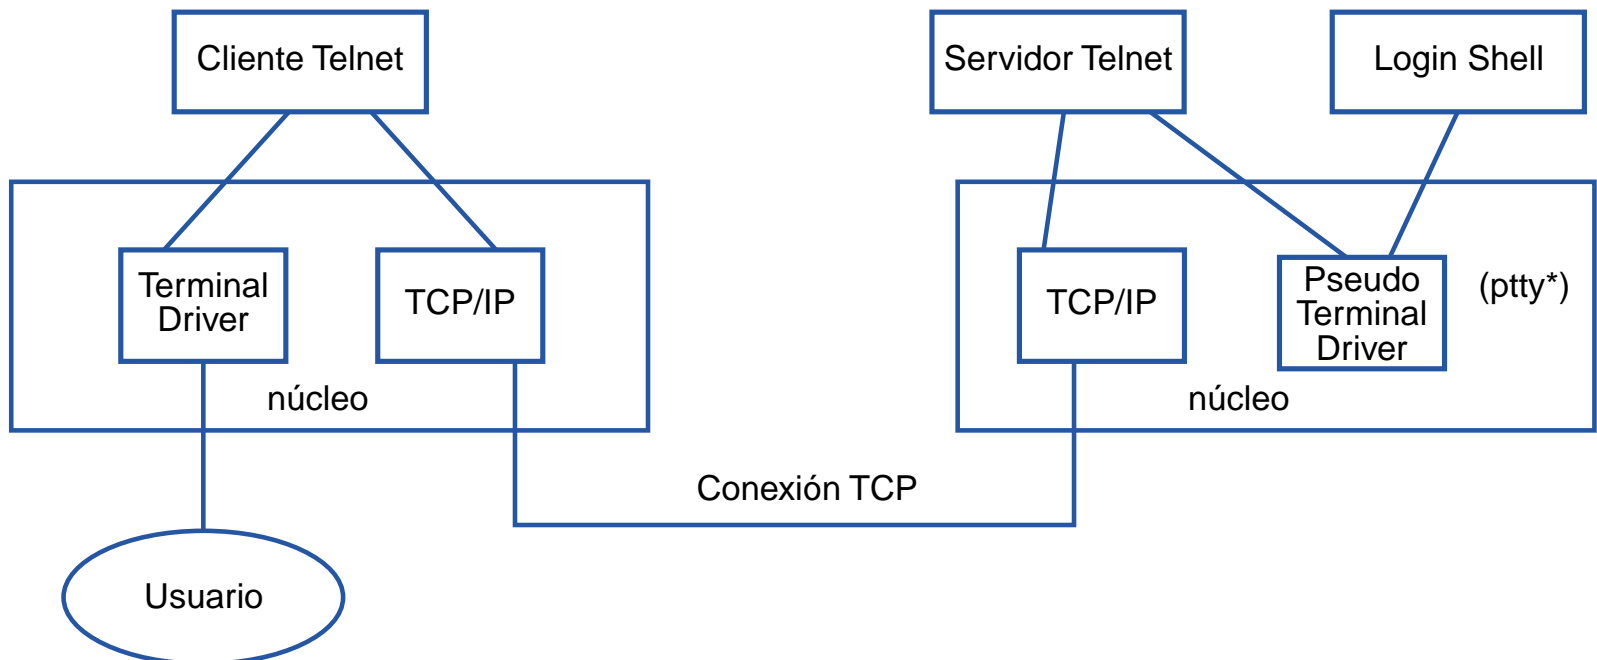 Cliente Telnet
Servidor Telnet
Login Shell
Terminal
Driver
TCP/IP
núcleo
TCP/IP
Pseudo
Terminal
Driver
(ptty*)
núcleo
Conexión TCP
Usuario